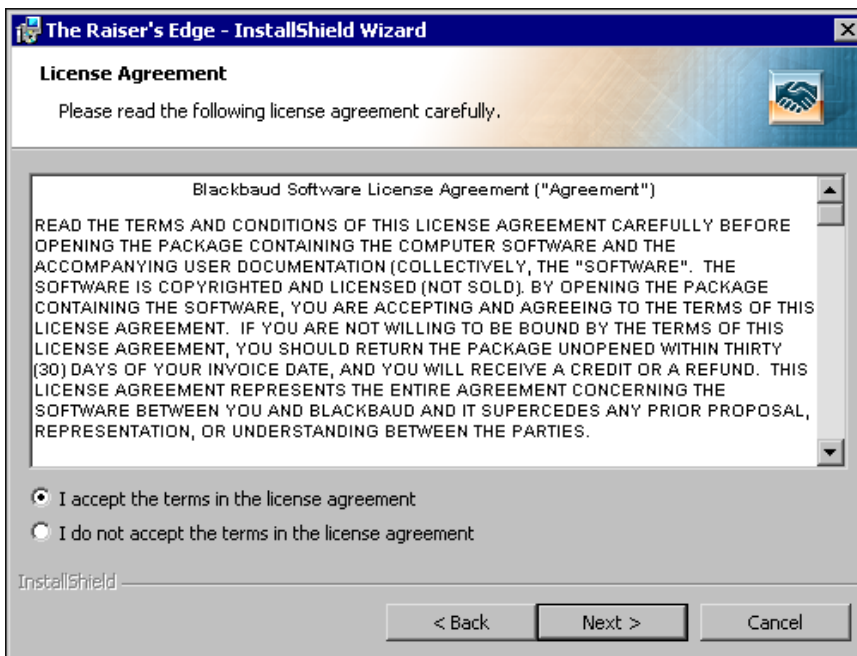 The Raiser's Edge - InstallShield Wizard
License Agreement
Please read the following license agreement carefully.
Blackbaud Software License Agreement ("Agreement")
READ THE TERMS AND CONDITIONS OF THIS LICENSE AGREEMENT CAREFULLY BEFORE
OPENING THE PACKAGE CONTAINING THE COMPUTER SOFTWARE AND THE
ACCOMPANYING USER DOCUMENTATION (COLLECTIVELY, THE "SOFTWARE".  THE
SOFTWARE IS COPYRIGHTED AND LICENSED (NOT SOLD). BY OPENING THE PACKAGE
CONTAINING THE SOFTWARE, YOU ARE ACCEPTING AND AGREEING TO THE TERMS OF THIS
LICENSE AGREEMENT.  IF YOU ARE NOT WILLING TO BE BOUND BY THE TERMS OF THIS
LICENSE AGREEMENT, YOU SHOULD RETURN THE PACKAGE UNOPENED WITHIN THIRTY
(30) DAYS OF YOUR INVOICE DATE, AND YOU WILL RECEIVE A CREDIT OR A REFUND.  THIS
LICENSE AGREEMENT REPRESENTS THE ENTIRE AGREEMENT CONCERNING THE
SOFTWARE BETWEEN YOU AND BLACKBAUD AND IT SUPERCEDES ANY PRIOR PROPOSAL,
REPRESENTATION, OR UNDERSTANDING BETWEEN THE PARTIES.
I accept the terms in the license agreement
I do not accept the terms in the license agreement
InstallShield
< Back Next > Cancel